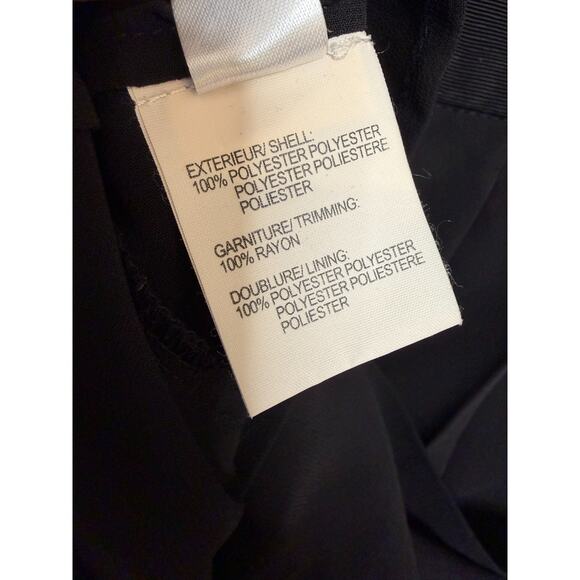 EXTERIEUR/ SHELL:
100% POLYESTER POLYESTER
POLYESTER POLIESTERE
POLIESTER
GARNITURE/ TRIMMING:
100% RAYON
DOUBLURE/ LINING:
100% POLYESTER POLYESTER
POLYESTER POLIESTERE
POLIESTER